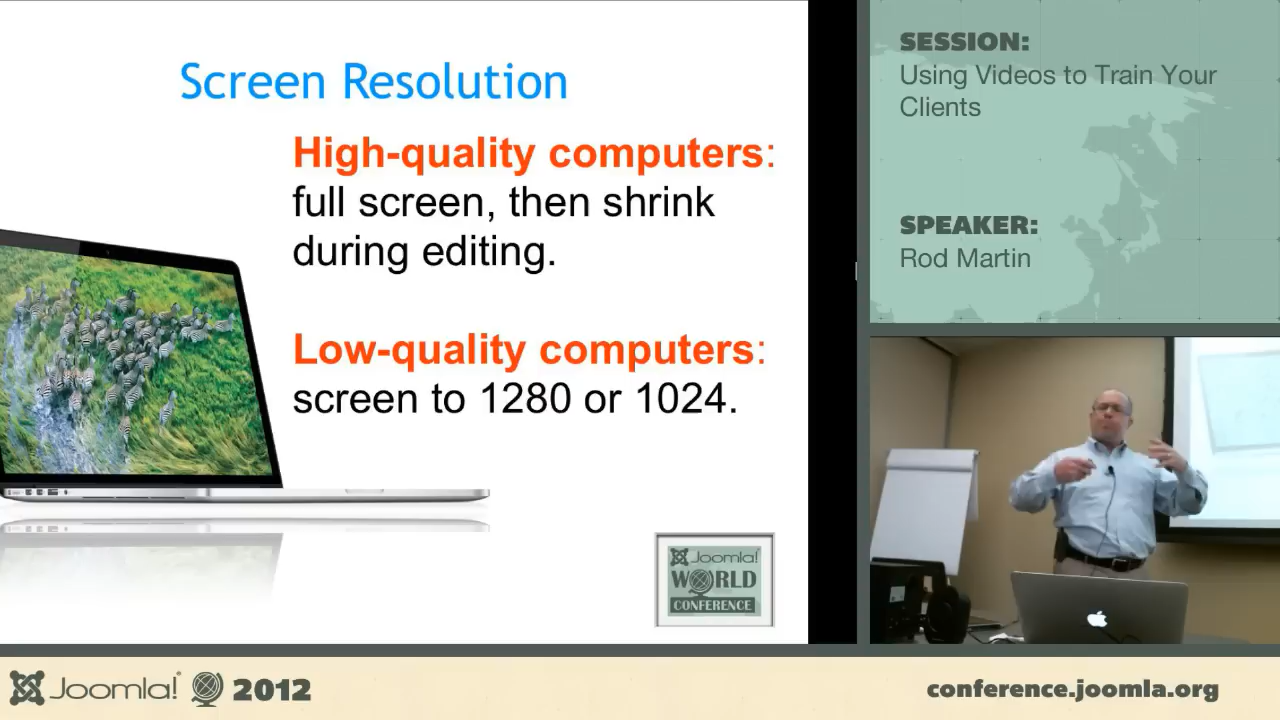 Screen Resolution
High-quality computers:
full screen, then shrink
during editing.
Low-quality computers:
screen to 1280 or 1024.
Joomla!
WORLD
CONFERENCE
SESSION:
Using Videos to Train Your
Clients
SPEAKER:
Rod Martin
Joomla! 2012
conference.joomla.org